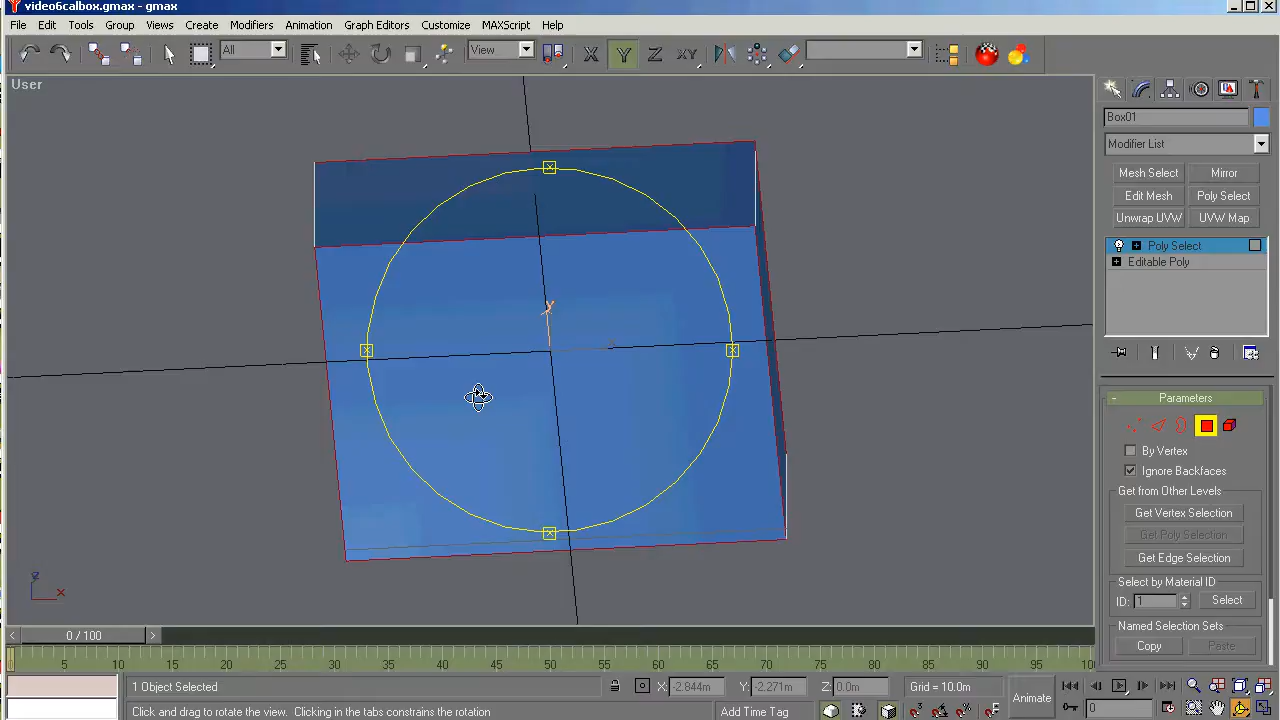 video6calbox.gmax - gmax
File Edit Tools Group Views Create Modifiers Animation Graph Editors Customize MAXScript Help
All View X Y Z XY
User
Box01
Modifier List
Mesh Select Mirror
Edit Mesh Poly Select
Unwrap UVW UVW Map
Poly Select
Editable Poly
y
x
- Parameters
By Vertex
Ignore Backfaces
Get from Other Levels
Get Vertex Selection
Get Poly Selection
Get Edge Selection
Select by Material ID
ID: 1 Select
Named Selection Sets
Copy Paste
z
x
< 0 / 100 >
5 10 15 20 25 30 35 40 45 50 55 60 65 70 75 80 85 90 95 100
1 Object Selected X: -2.844m Y: -2.271m Z: 0.0m Grid = 10.0m Animate
Click and drag to rotate the view. Clicking in the tabs constrains the rotation Add Time Tag 0